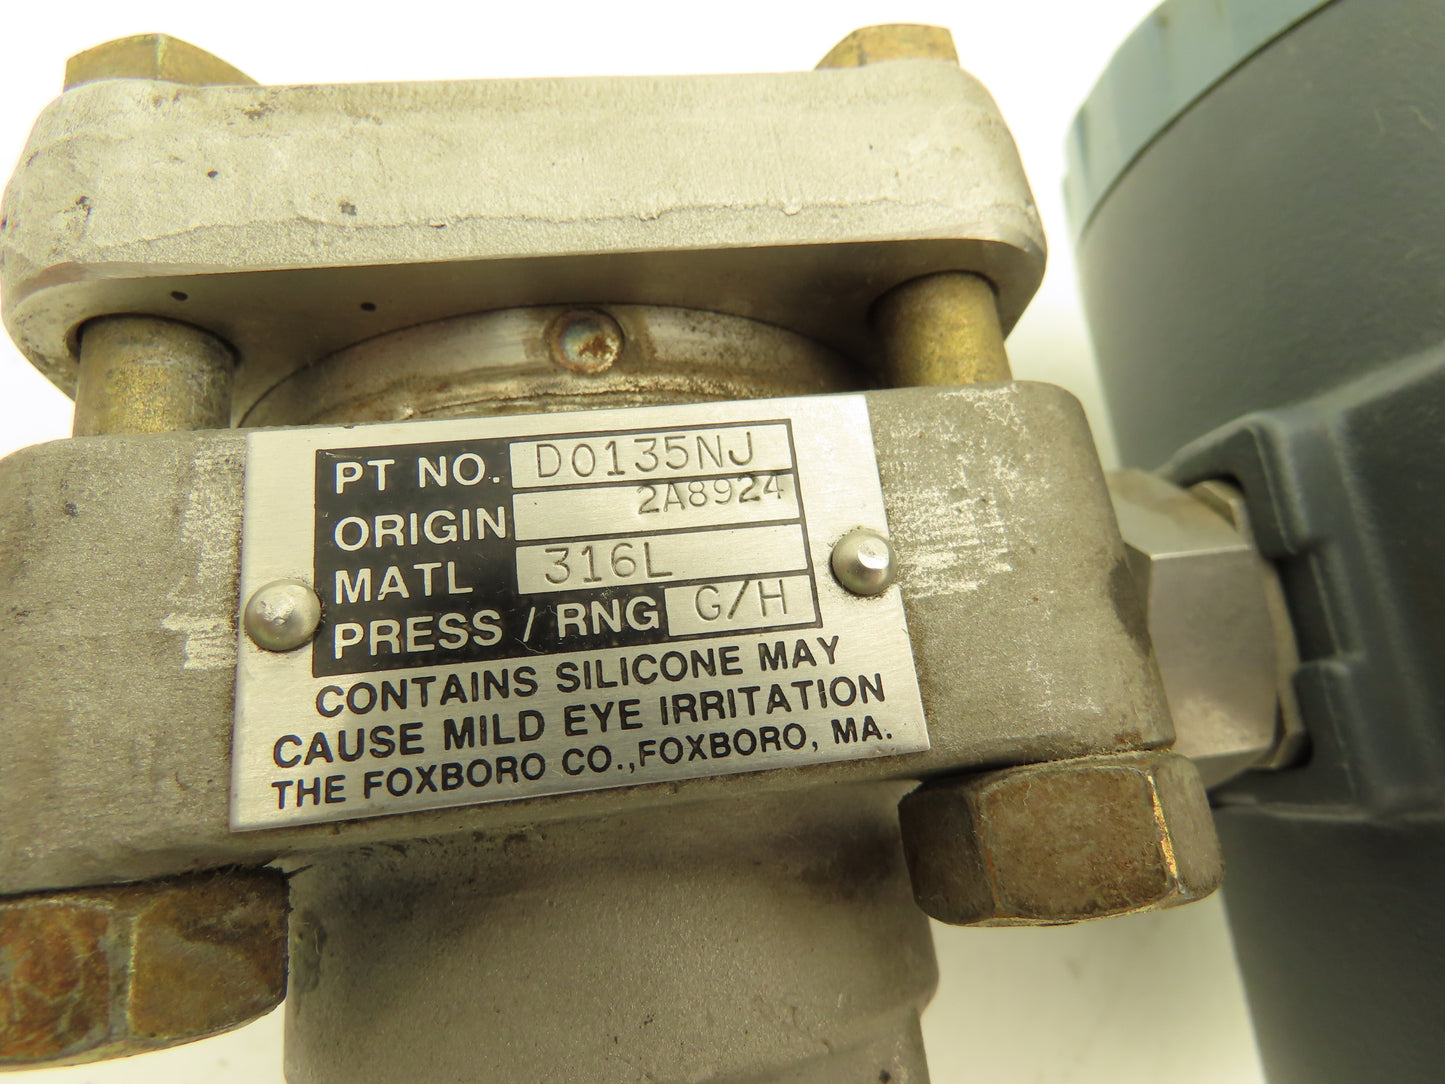 PT NO. D0135NJ
ORIGIN 2A8924
MATL 316L
PRESS / RNG G/H
CONTAINS SILICONE MAY
CAUSE MILD EYE IRRITATION
THE FOXBORO CO., FOXBORO, MA.